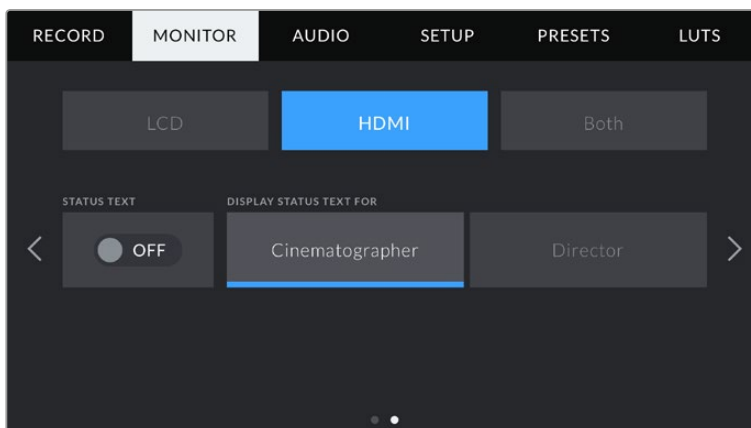 RECORD MONITOR AUDIO SETUP PRESETS LUTS
LCD HDMI Both
STATUS TEXT DISPLAY STATUS TEXT FOR
OFF Cinematographer Director